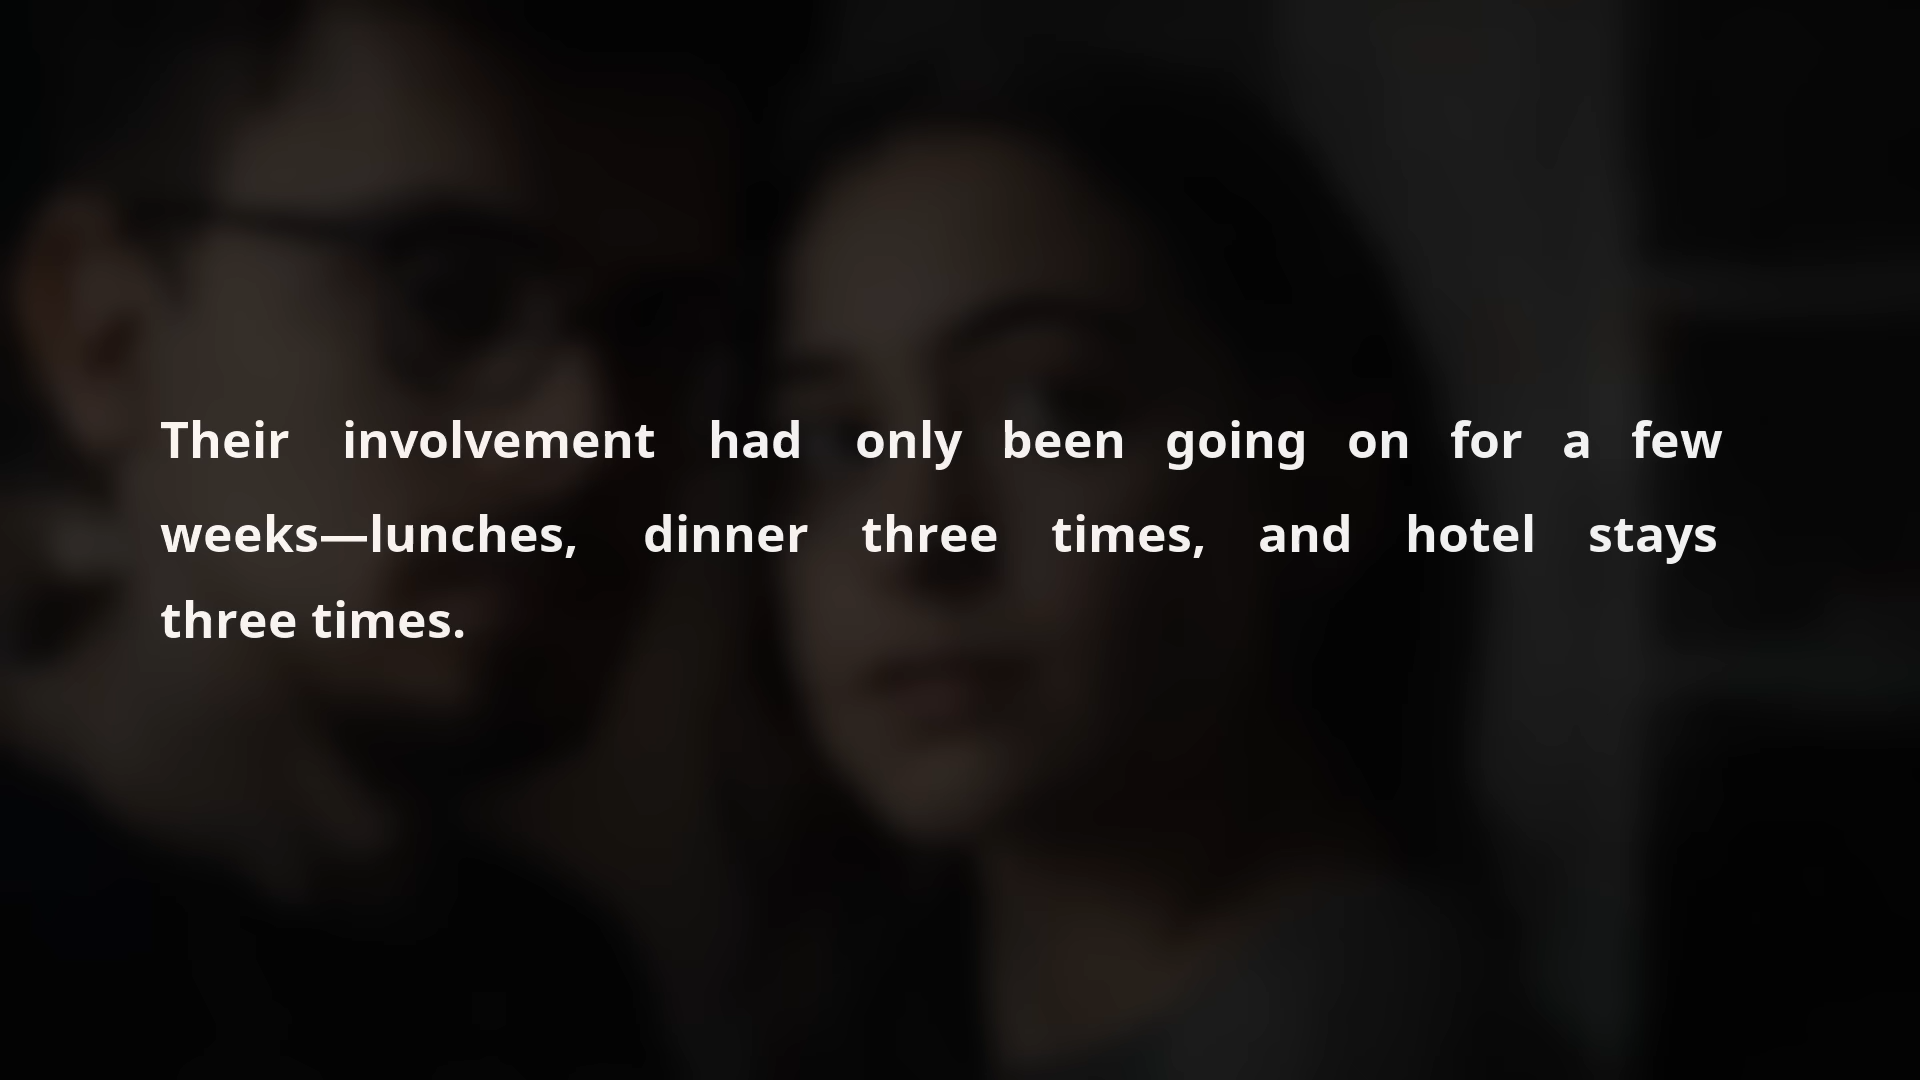 Their involvement had only been going on for a few
weeks—lunches, dinner three times, and hotel stays
three times.